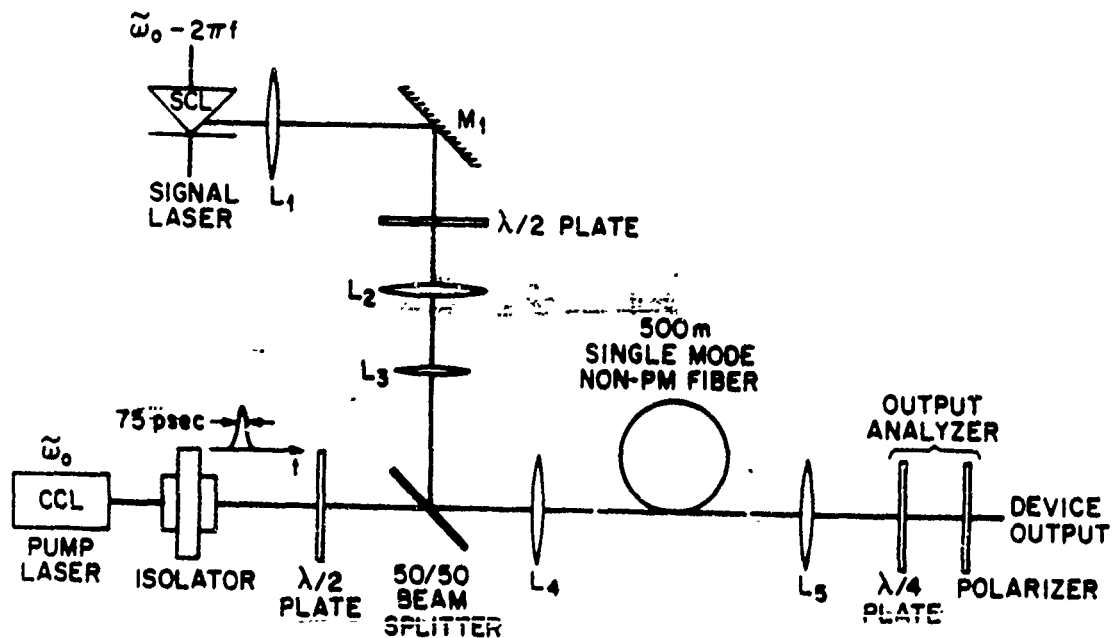 ω̃₀ - 2πf
SCL
SIGNAL
LASER
L₁
M₁
λ/2 PLATE
L₂
L₃
500m
SINGLE MODE
NON-PM FIBER
75 psec
t
ω̃₀
CCL
PUMP
LASER
ISOLATOR
λ/2
PLATE
50/50
BEAM
SPLITTER
L₄
L₅
OUTPUT
ANALYZER
λ/4
PLATE
POLARIZER
DEVICE
OUTPUT